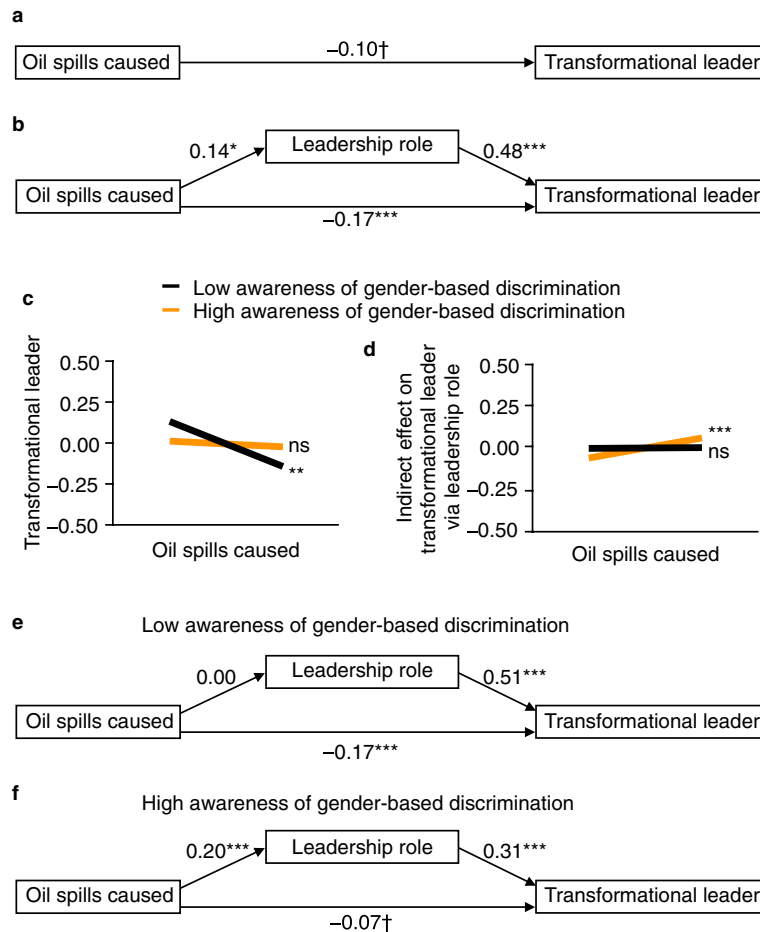 a
−0.10†
Oil spills caused
Transformational leader
b
Leadership role
0.14*
0.48***
Oil spills caused
Transformational leader
−0.17***
c
Low awareness of gender-based discrimination
High awareness of gender-based discrimination
Transformational leader
0.50
0.25
0.00
−0.25
−0.50
ns
**
Oil spills caused
d
Indirect effect on
transformational leader
via leadership role
0.50
0.25
0.00
−0.25
−0.50
***
ns
Oil spills caused
e
Low awareness of gender-based discrimination
Leadership role
0.00
0.51***
Oil spills caused
Transformational leader
−0.17***
f
High awareness of gender-based discrimination
Leadership role
0.20***
0.31***
Oil spills caused
Transformational leader
−0.07†